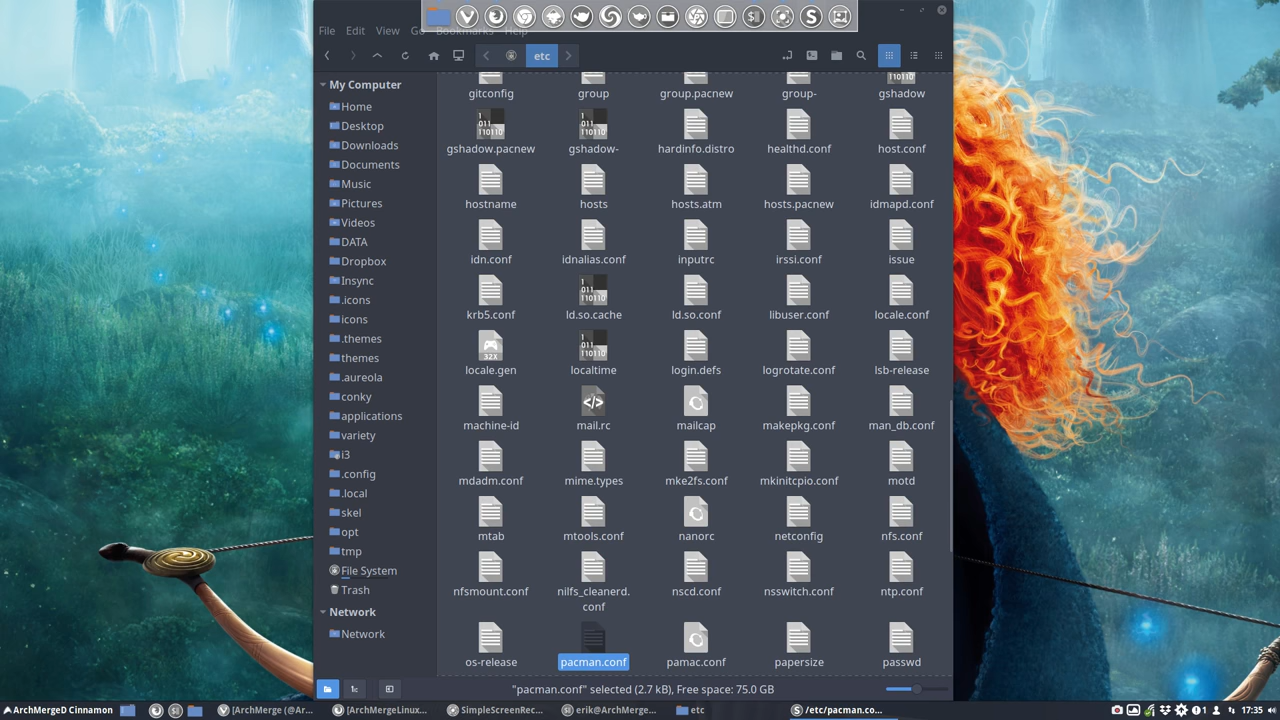 File Edit View Go Bookmarks Help
etc
My Computer
Home
Desktop
Downloads
Documents
Music
Pictures
Videos
DATA
Dropbox
Insync
.icons
icons
.themes
themes
.aureola
conky
applications
variety
i3
.config
.local
skel
opt
tmp
File System
Trash
Network
Network
gitconfig group group.pacnew group- gshadow
gshadow.pacnew gshadow- hardinfo.distro healthd.conf host.conf
hostname hosts hosts.atm hosts.pacnew idmapd.conf
idn.conf idnalias.conf inputrc irssi.conf issue
krb5.conf ld.so.cache ld.so.conf libuser.conf locale.conf
locale.gen localtime login.defs logrotate.conf lsb-release
machine-id mail.rc mailcap makepkg.conf man_db.conf
mdadm.conf mime.types mke2fs.conf mkinitcpio.conf motd
mtab mtools.conf nanorc netconfig nfs.conf
nfsmount.conf nilfs_cleanerd.conf nscd.conf nsswitch.conf ntp.conf
os-release pacman.conf pamac.conf papersize passwd
"pacman.conf" selected (2.7 kB), Free space: 75.0 GB
ArchMergeD Cinnamon [ArchMerge (@Ar... [ArchMergeLinux... SimpleScreenRec... erik@ArchMerge... etc /etc/pacman.co... 1 17:35